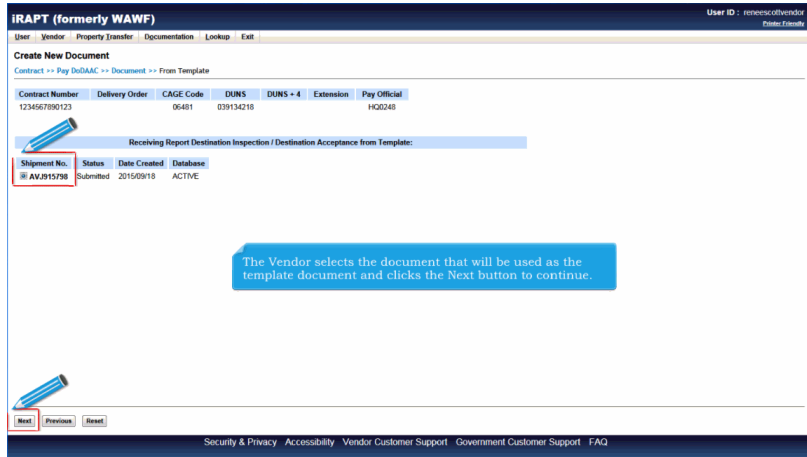 iRAPT (formerly WAWF)
User ID : reneescottvendor
Printer Friendly
User Vendor Property Transfer Documentation Lookup Exit
Create New Document
Contract >> Pay DoDAAC >> Document >> From Template
Contract Number Delivery Order CAGE Code DUNS DUNS + 4 Extension Pay Official
1234567890123 06481 039134218 HQ0248
Receiving Report Destination Inspection / Destination Acceptance from Template:
Shipment No. Status Date Created Database
AVJ915798 Submitted 2015/09/18 ACTIVE
The Vendor selects the document that will be used as the
template document and clicks the Next button to continue.
Next Previous Reset
Security & Privacy Accessibility Vendor Customer Support Government Customer Support FAQ